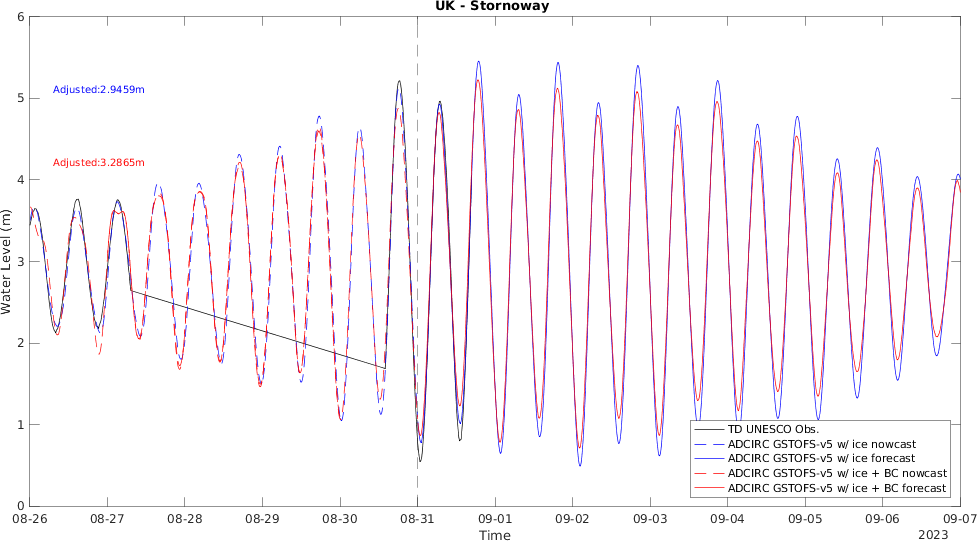 UK - Stornoway
6
5
4
3
2
1
0
Water Level (m)
Adjusted:2.9459m
Adjusted:3.2865m
TD UNESCO Obs.
ADCIRC GSTOFS-v5 w/ ice nowcast
ADCIRC GSTOFS-v5 w/ ice forecast
ADCIRC GSTOFS-v5 w/ ice + BC nowcast
ADCIRC GSTOFS-v5 w/ ice + BC forecast
08-26 08-27 08-28 08-29 08-30 08-31 09-01 09-02 09-03 09-04 09-05 09-06 09-07
Time
2023